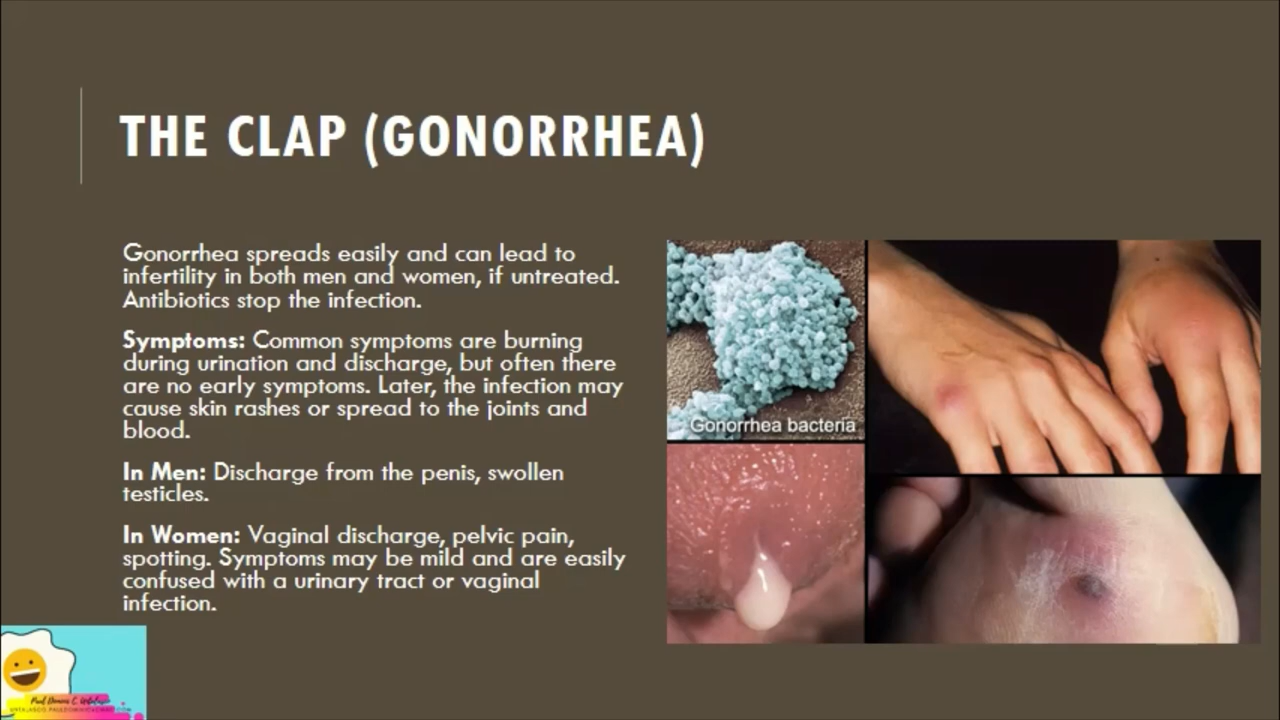 THE CLAP (GONORRHEA)
Gonorrhea spreads easily and can lead to
infertility in both men and women, if untreated.
Antibiotics stop the infection.
Symptoms: Common symptoms are burning
during urination and discharge, but often there
are no early symptoms. Later, the infection may
cause skin rashes or spread to the joints and
blood.
In Men: Discharge from the penis, swollen
testicles.
In Women: Vaginal discharge, pelvic pain,
spotting. Symptoms may be mild and are easily
confused with a urinary tract or vaginal
infection.
Gonorrhea bacteria